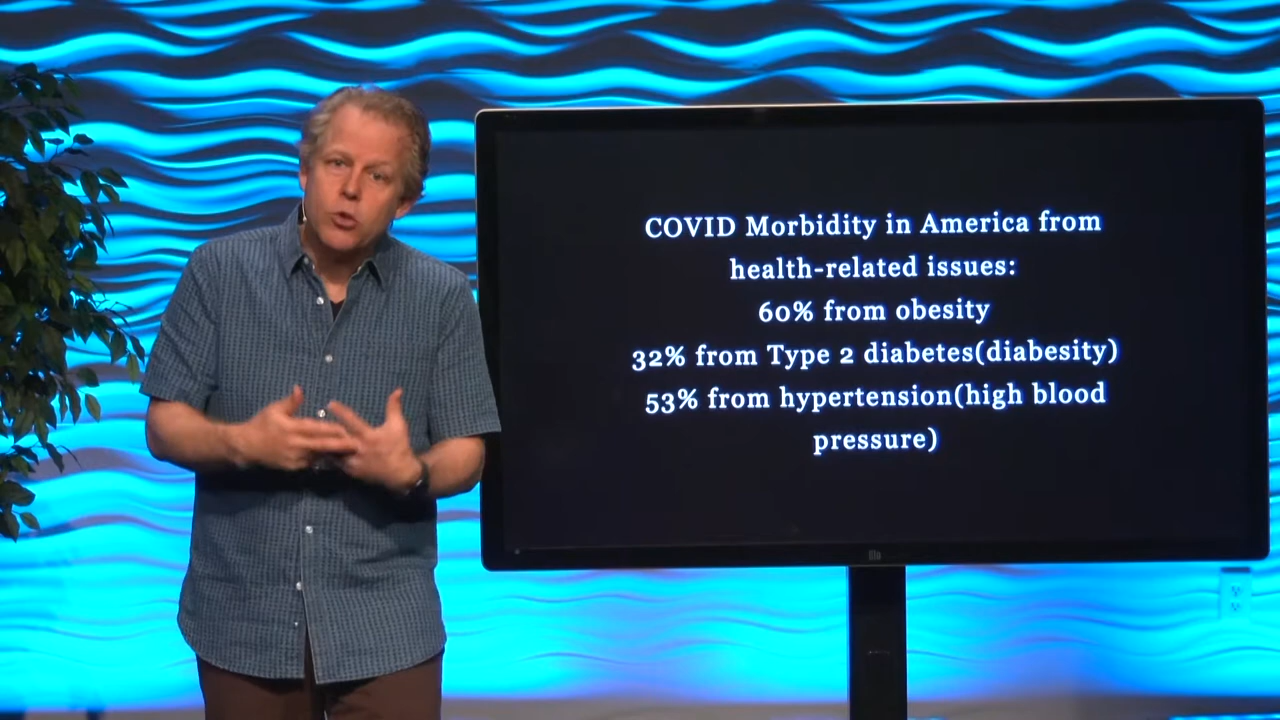 COVID Morbidity in America from
health-related issues:
60% from obesity
32% from Type 2 diabetes(diabesity)
53% from hypertension(high blood
pressure)
elo